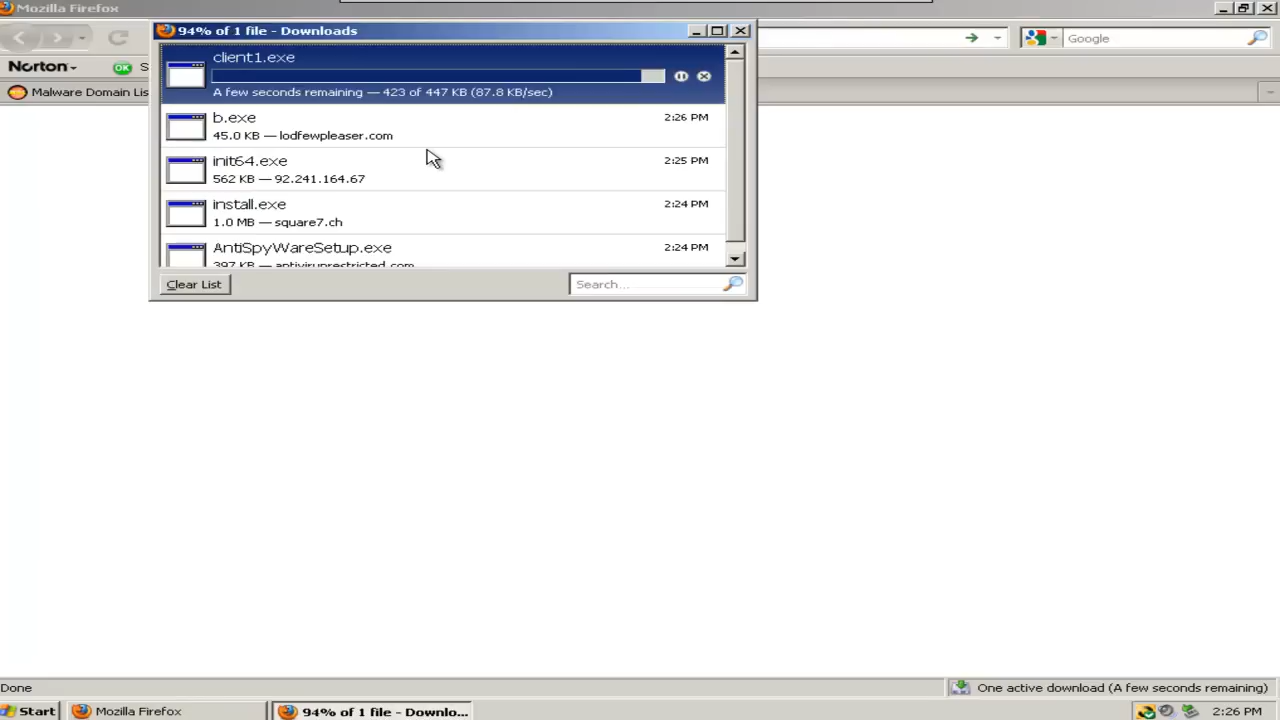 Mozilla Firefox
94% of 1 file - Downloads
client1.exe
A few seconds remaining — 423 of 447 KB (87.8 KB/sec)
b.exe
2:26 PM
45.0 KB — lodfewpleaser.com
init64.exe
2:25 PM
562 KB — 92.241.164.67
install.exe
2:24 PM
1.0 MB — square7.ch
AntiSpyWareSetup.exe
2:24 PM
397 KB — antiviruprestricted.com
Clear List
Search...
Google
Norton
OK
S
Malware Domain Lis
Done
One active download (A few seconds remaining)
Start
Mozilla Firefox
94% of 1 file - Downlo...
2:26 PM